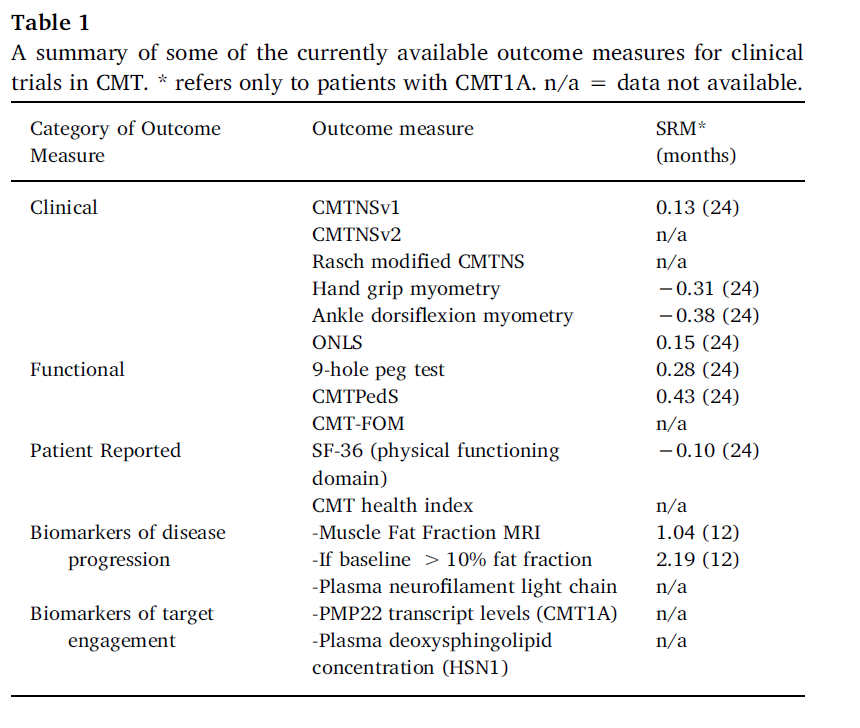 Table 1
A summary of some of the currently available outcome measures for clinical
trials in CMT. * refers only to patients with CMT1A. n/a = data not available.
Category of Outcome Measure Outcome measure SRM* (months)
Clinical CMTNSv1 0.13 (24)
CMTNSv2 n/a
Rasch modified CMTNS n/a
Hand grip myometry −0.31 (24)
Ankle dorsiflexion myometry −0.38 (24)
ONLS 0.15 (24)
Functional 9-hole peg test 0.28 (24)
CMTPedS 0.43 (24)
CMT-FOM n/a
Patient Reported SF-36 (physical functioning −0.10 (24)
domain)
CMT health index n/a
Biomarkers of disease -Muscle Fat Fraction MRI 1.04 (12)
progression -If baseline > 10% fat fraction 2.19 (12)
-Plasma neurofilament light chain n/a
Biomarkers of target -PMP22 transcript levels (CMT1A) n/a
engagement -Plasma deoxysphingolipid n/a
concentration (HSN1)